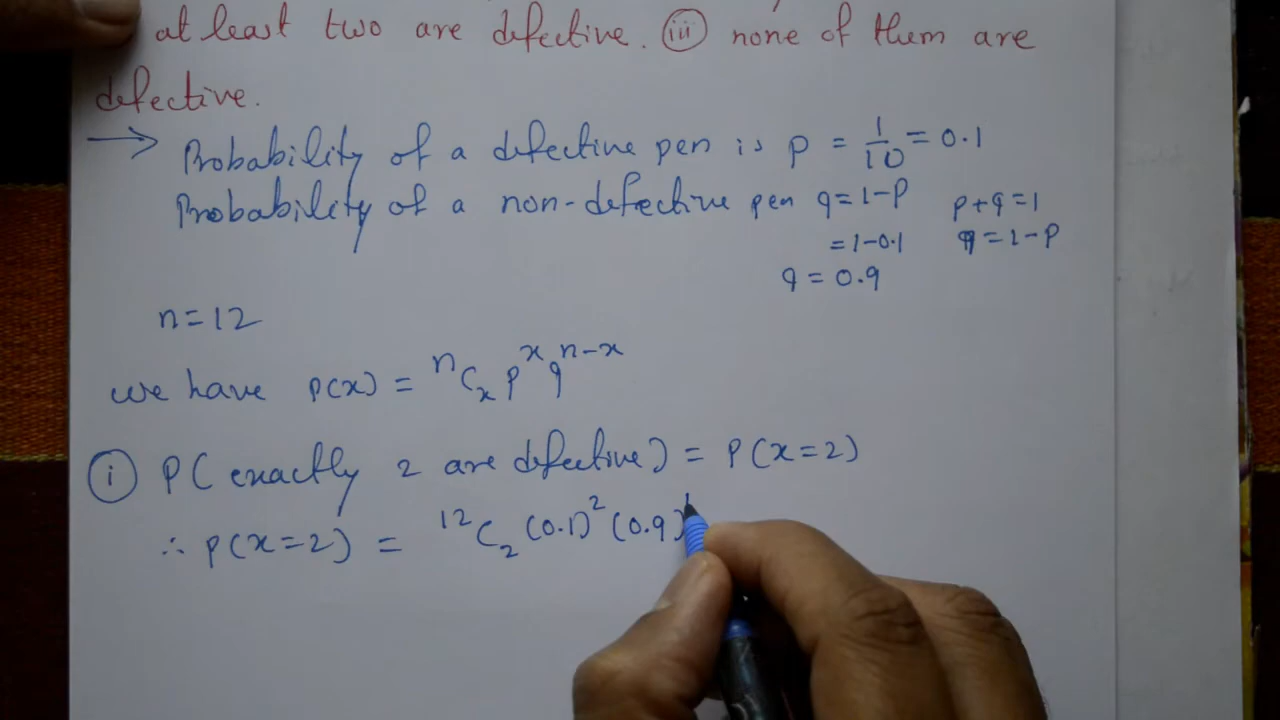 at least two are defective. (iii) none of them are
defective.
→ Probability of a defective pen is p = 1/10 = 0.1
Probability of a non-defective pen q=1-p p+q=1
=1-0.1 q=1-p
q=0.9
n=12
we have p(x) = ⁿCₓ pˣ qⁿ⁻ˣ
(i) P(exactly 2 are defective) = P(x=2)
∴ p(x=2) = ¹²C₂ (0.1)² (0.9)